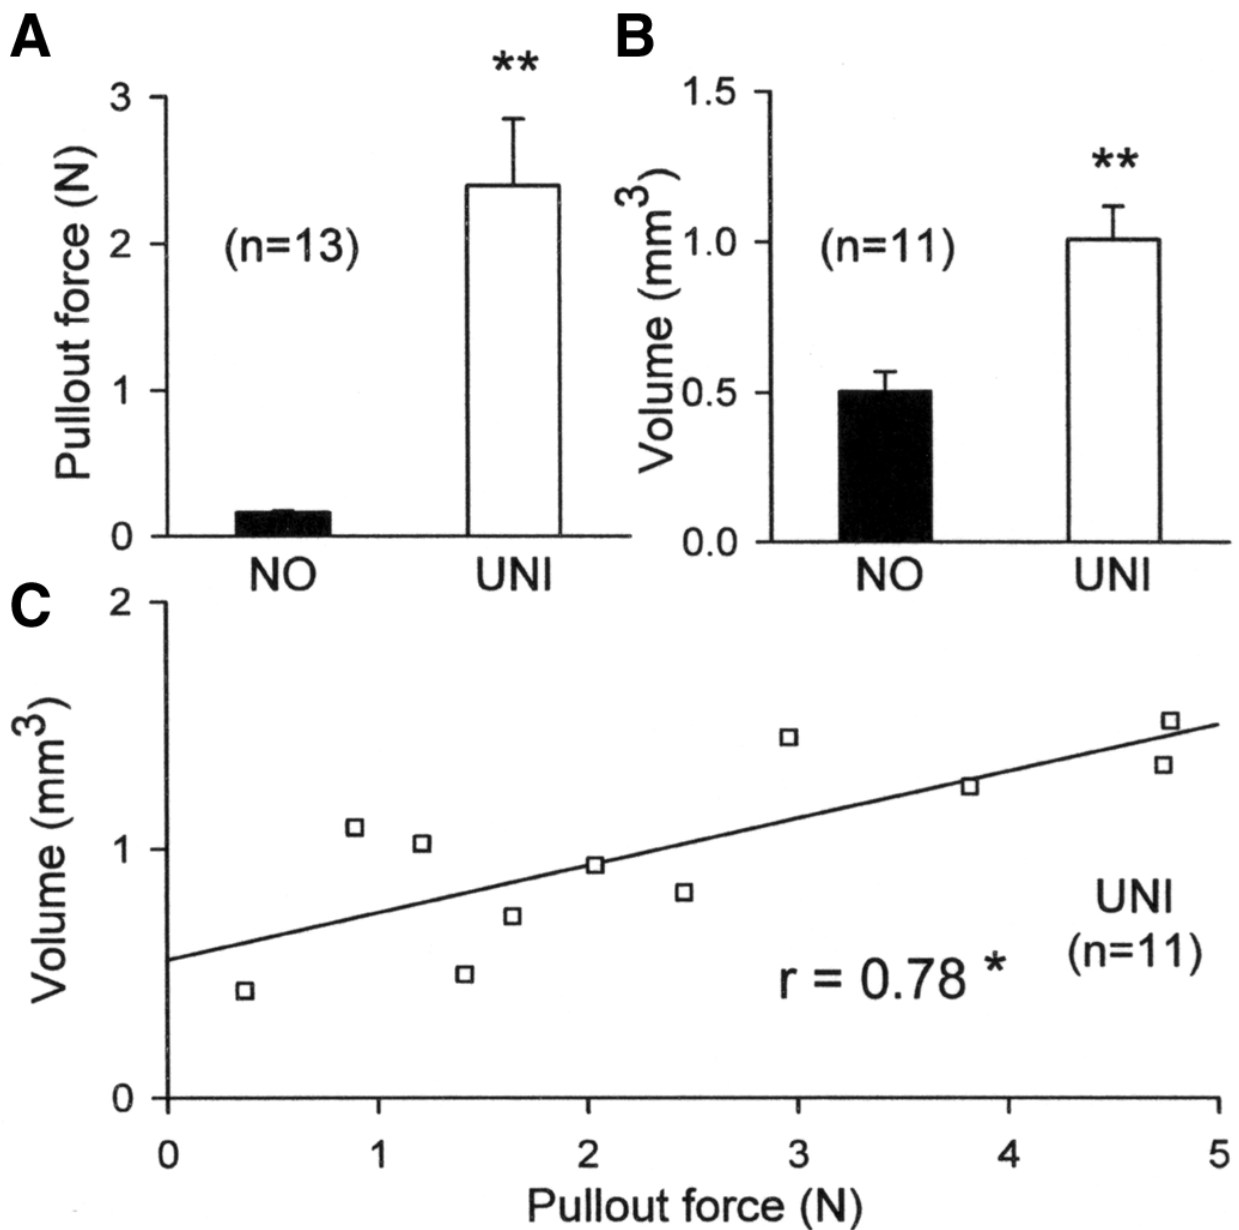 A
B
**
**
3
2
1
0
Pullout force (N)
(n=13)
NO
UNI
1.5
1.0
0.5
0.0
Volume (mm³)
(n=11)
NO
UNI
C
2
1
0
Volume (mm³)
UNI
(n=11)
r = 0.78 *
0 1 2 3 4 5
Pullout force (N)